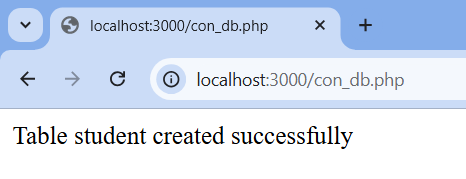 localhost:3000/con_db.php
localhost:3000/con_db.php
Table student created successfully